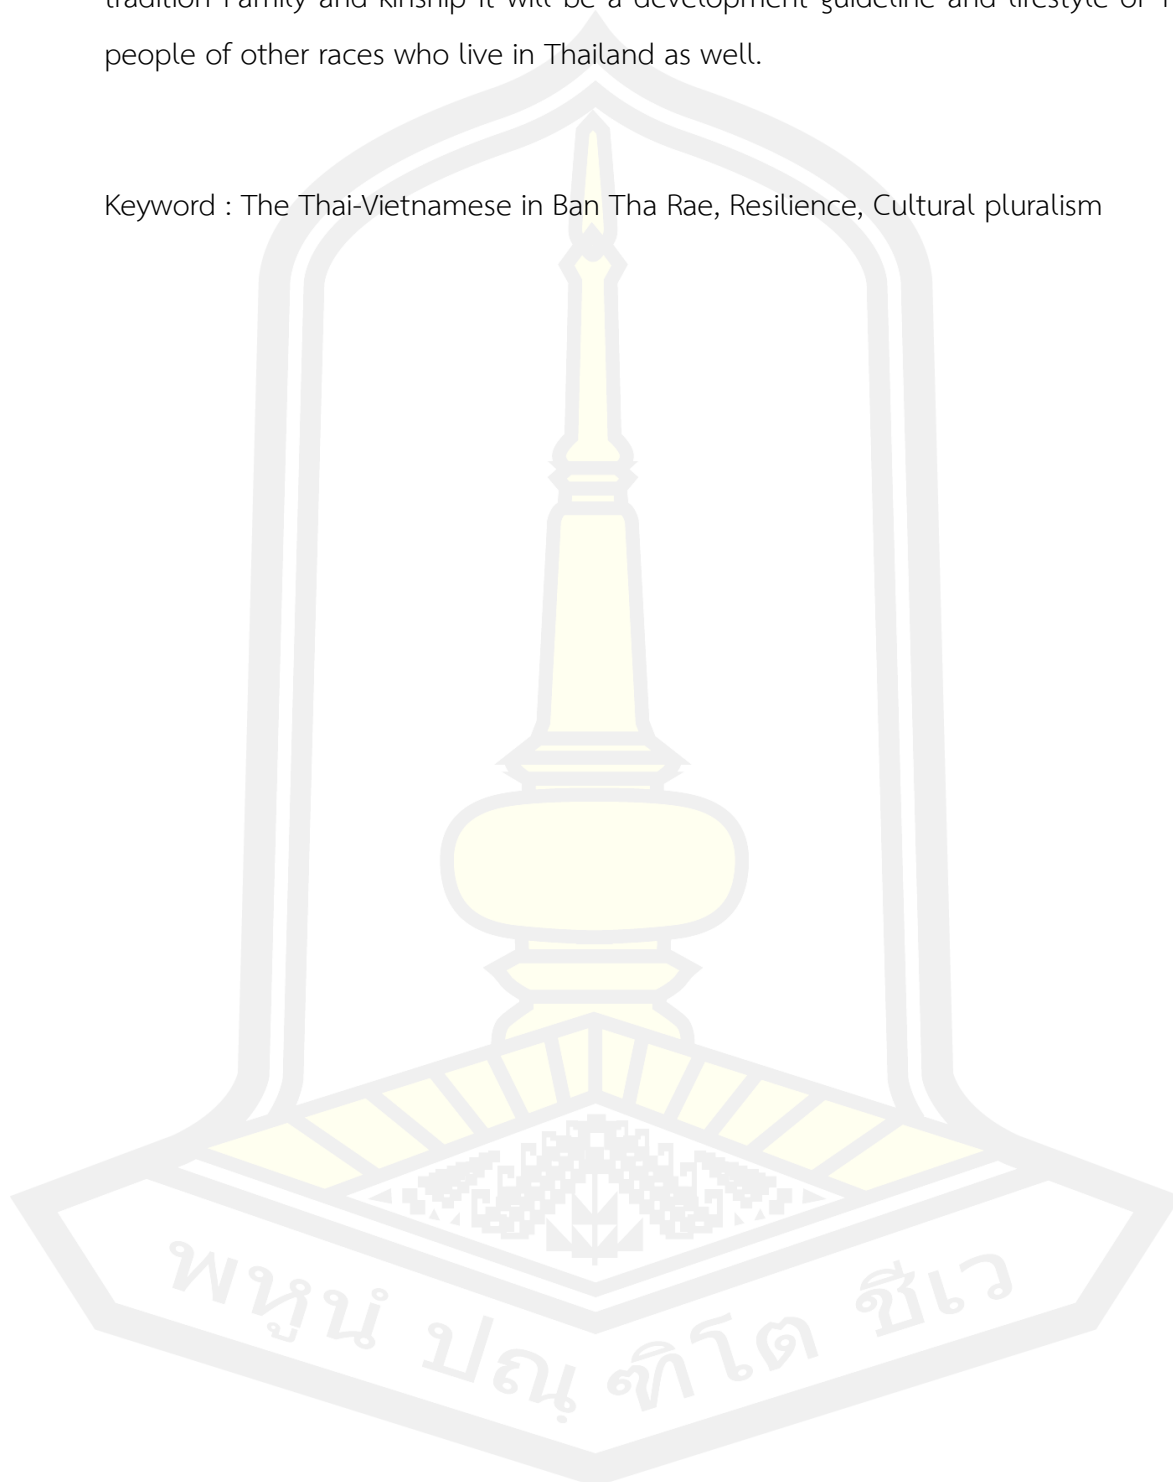 tradition Family and kinship it will be a development guideline and lifestyle of
people of other races who live in Thailand as well.
Keyword : The Thai-Vietnamese in Ban Tha Rae, Resilience, Cultural pluralism
พหูนํ ปณฺฑิโต ชีเว